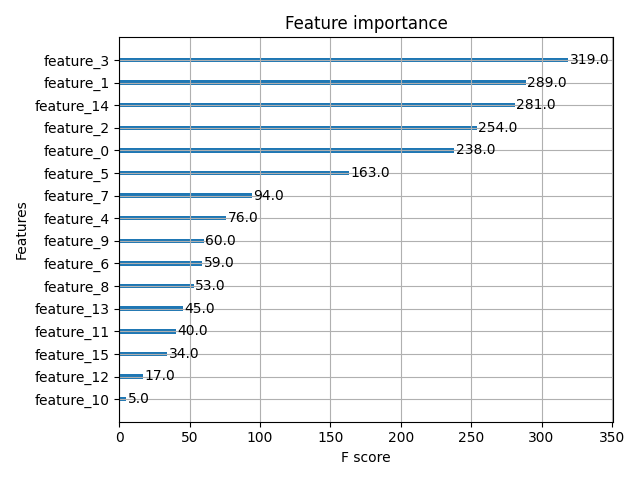 Feature importance
feature_3 319.0
feature_1 289.0
feature_14 281.0
feature_2 254.0
feature_0 238.0
feature_5 163.0
feature_7 94.0
feature_4 76.0
feature_9 60.0
feature_6 59.0
feature_8 53.0
feature_13 45.0
feature_11 40.0
feature_15 34.0
feature_12 17.0
feature_10 5.0
Features
0 50 100 150 200 250 300 350
F score